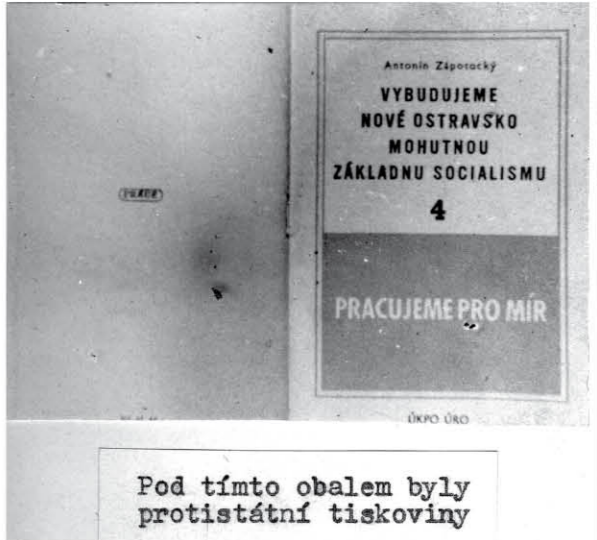 PRÁCE
Antonín Zápotocký
VYBUDUJEME
NOVÉ OSTRAVSKO
MOHUTNOU
ZÁKLADNU SOCIALISMU
4
PRACUJEME PRO MÍR
ÚKPO ÚRO
Pod tímto obalem byly
protistátní tiskoviny